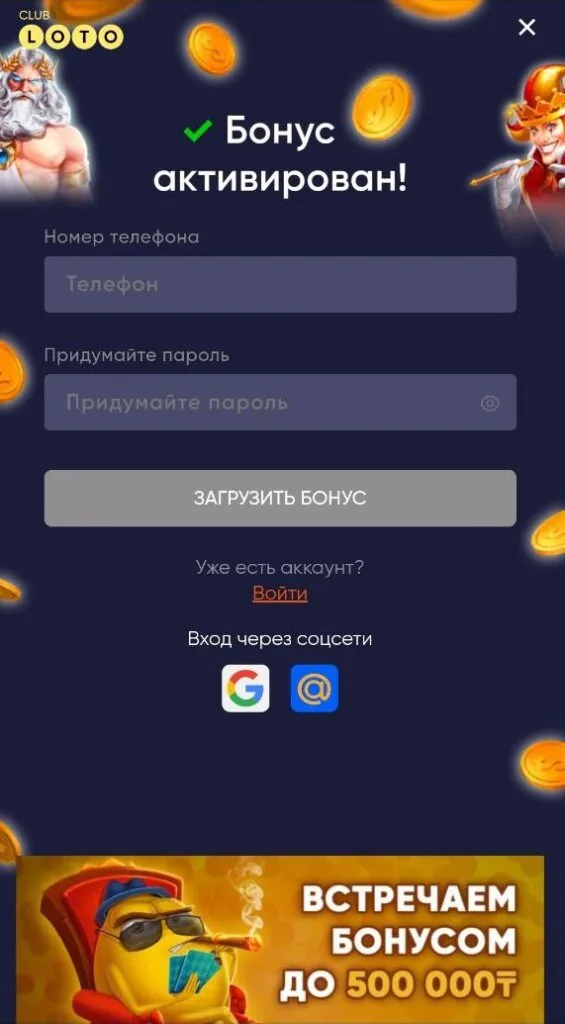 CLUB
LOTO
Бонус
активирован!
Номер телефона
Телефон
Придумайте пароль
Придумайте пароль
ЗАГРУЗИТЬ БОНУС
Уже есть аккаунт?
Войти
Вход через соцсети
ВСТРЕЧАЕМ
БОНУСОМ
ДО 500 000₸